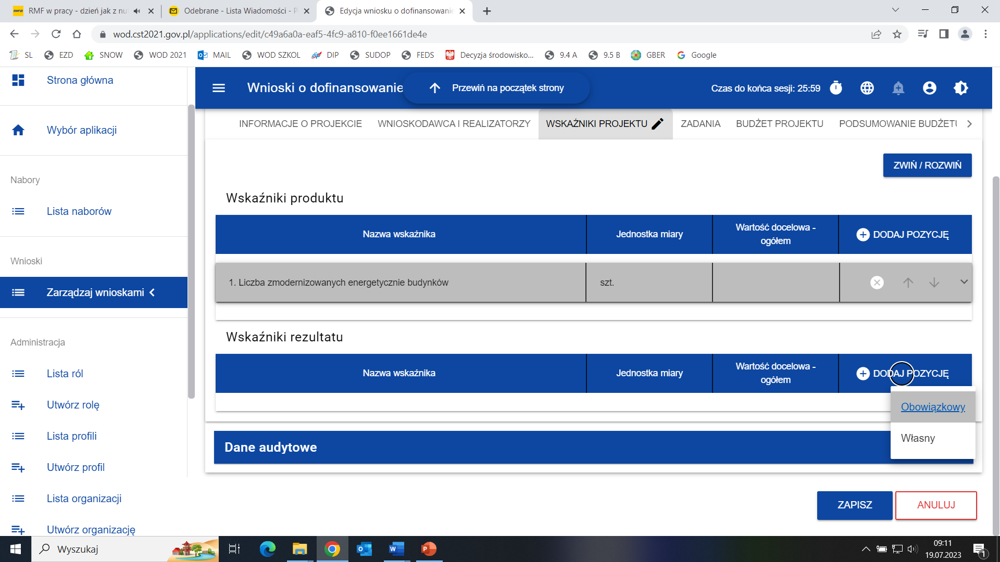 RMF w pracy - dzień jak z nu
Odebrane - Lista Wiadomości - P
Edycja wniosku o dofinansowanie
wod.cst2021.gov.pl/applications/edit/c49a6a0a-eaf5-4fc9-a810-f0ee1661de4e
SL EZD SNOW WOD 2021 MAIL WOD SZKOL DIP SUDOP FEDS Decyzja środowisko... 9.4 A 9.5 B GBER Google
Strona główna
Wybór aplikacji
Nabory
Lista naborów
Wnioski
Zarządzaj wnioskami
Administracja
Lista ról
Utwórz rolę
Lista profili
Utwórz profil
Lista organizacji
Utwórz organizację
Wnioski o dofinansowanie
Przewiń na początek strony
Czas do końca sesji: 25:59
INFORMACJE O PROJEKCIE WNIOSKODAWCA I REALIZATORZY WSKAŹNIKI PROJEKTU ZADANIA BUDŻET PROJEKTU PODSUMOWANIE BUDŻETU
ZWIŃ / ROZWIŃ
Wskaźniki produktu
Nazwa wskaźnika
Jednostka miary
Wartość docelowa -
ogółem
DODAJ POZYCJĘ
1. Liczba zmodernizowanych energetycznie budynków
szt.
Wskaźniki rezultatu
Nazwa wskaźnika
Jednostka miary
Wartość docelowa -
ogółem
DODAJ POZYCJĘ
Obowiązkowy
Własny
Dane audytowe
ZAPISZ
ANULUJ
Wyszukaj
09:11
19.07.2023
1